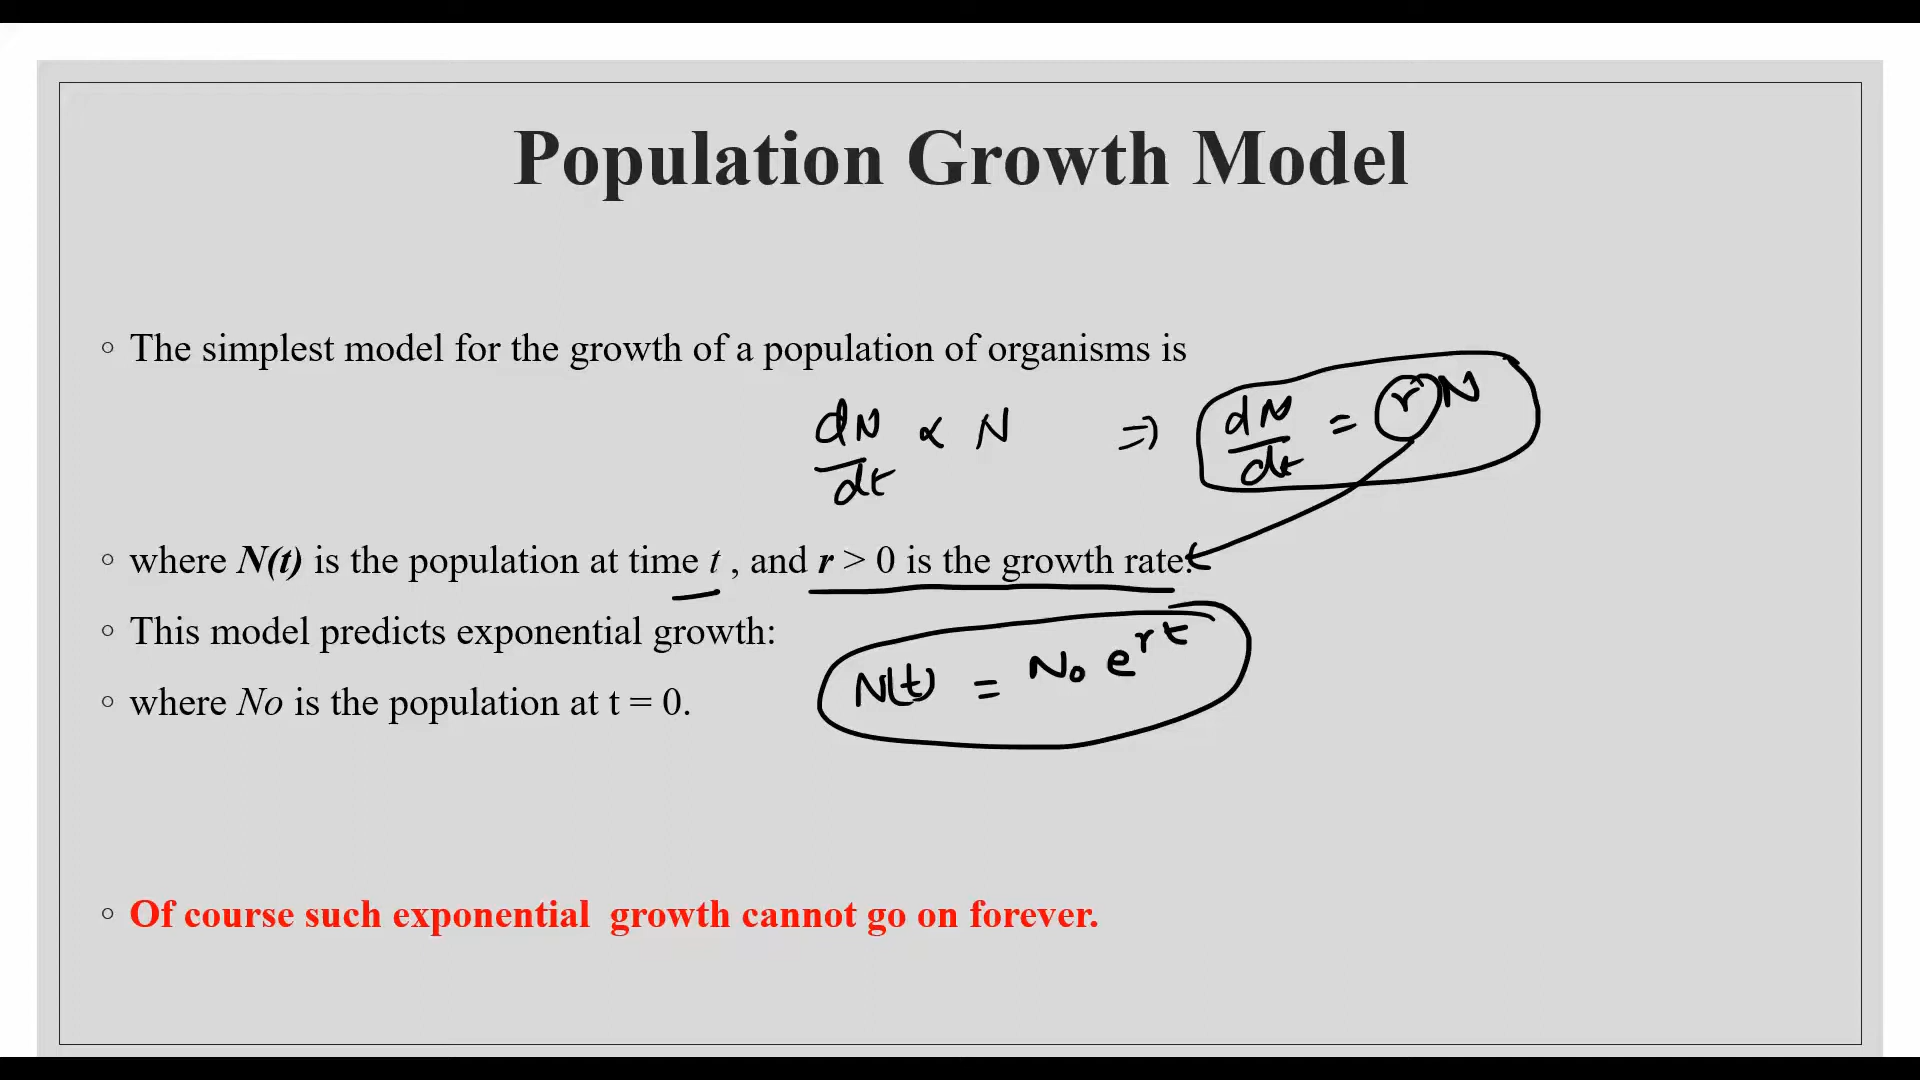 Population Growth Model
◦ The simplest model for the growth of a population of organisms is
dN/dt ∝ N ⇒ dN/dt = rN
◦ where N(t) is the population at time t , and r > 0 is the growth rate.
◦ This model predicts exponential growth:
N(t) = N₀ e^{rt}
◦ where No is the population at t = 0.
◦ Of course such exponential growth cannot go on forever.